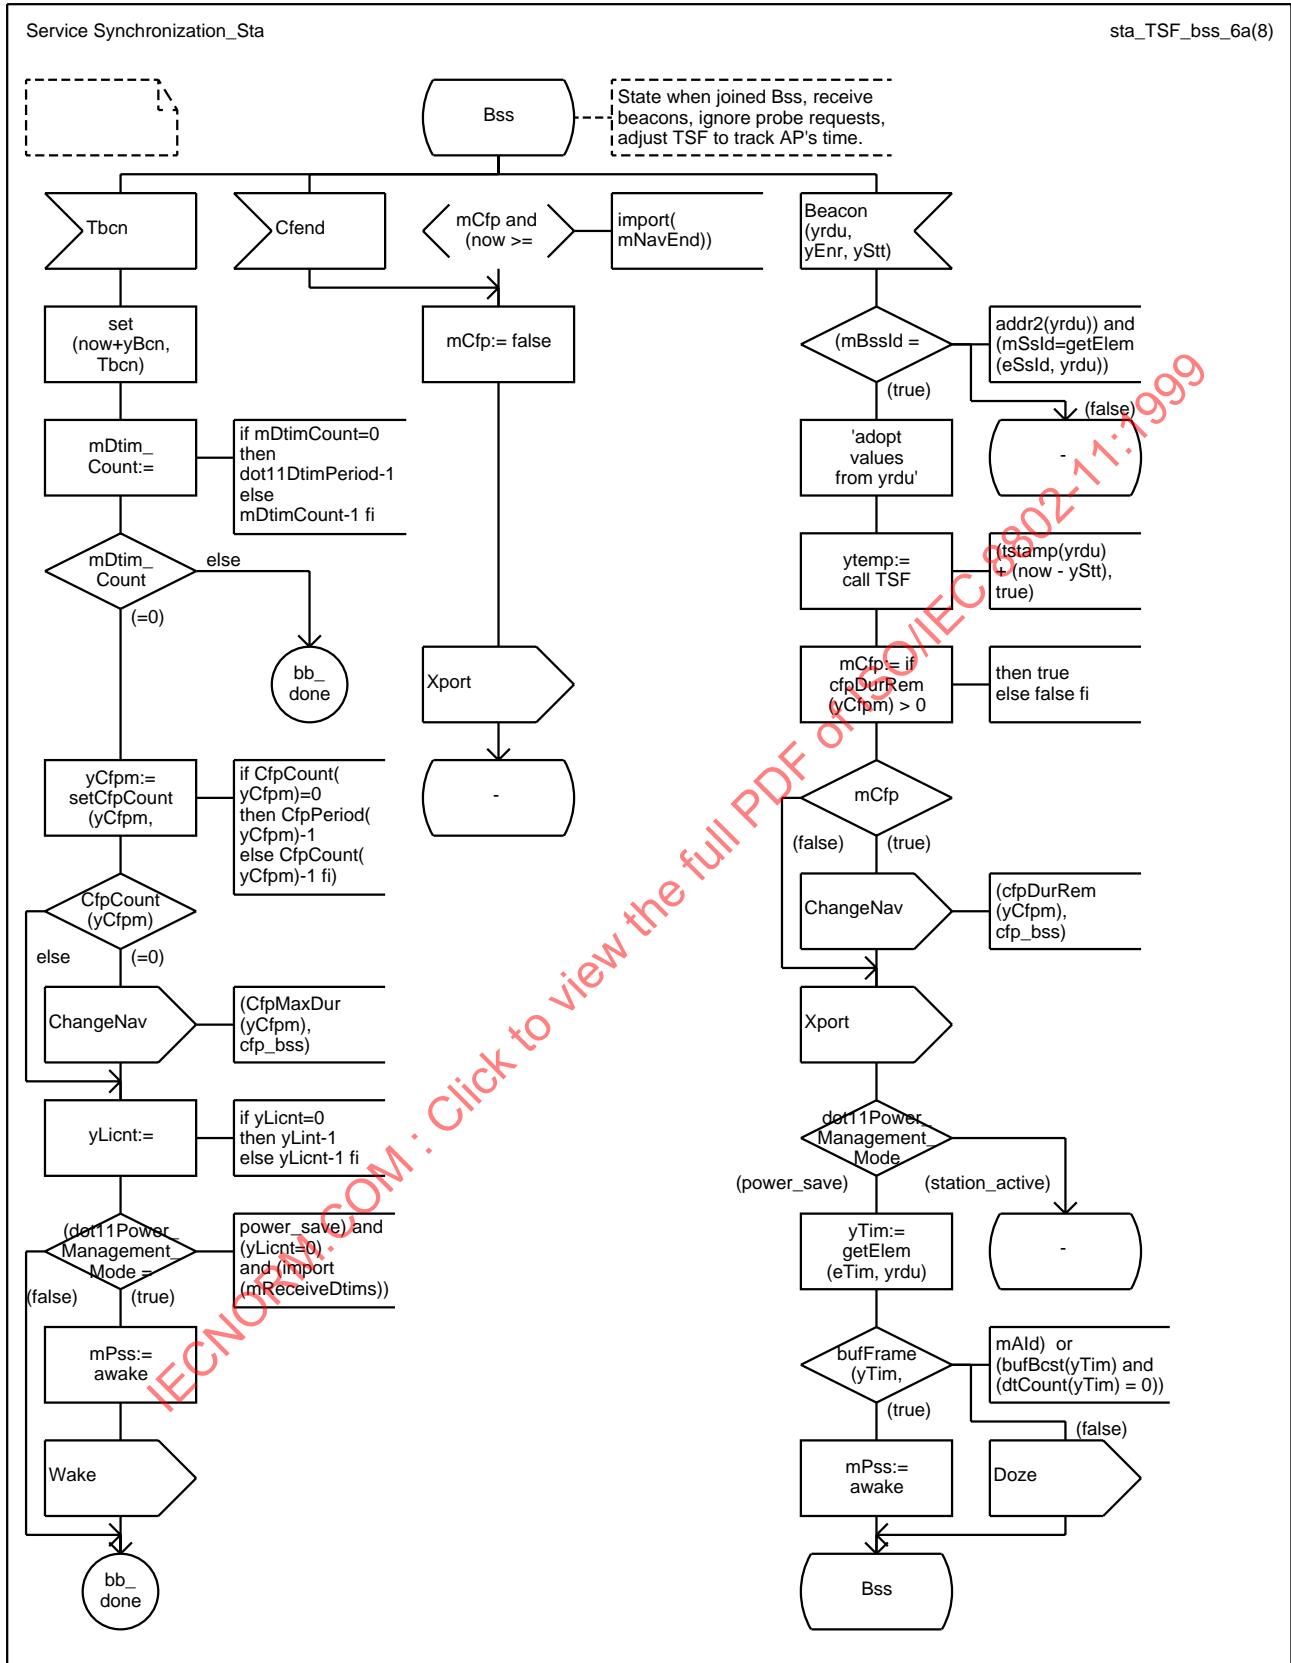 Service Synchronization_Sta
sta_TSF_bss_6a(8)
Bss
State when joined Bss, receive
beacons, ignore probe requests,
adjust TSF to track AP's time.
Tbcn
Cfend
mCfp and
(now >=
import(
mNavEnd))
Beacon
(yrdu,
yEnr, yStt)
set
(now+yBcn,
Tbcn)
mCfp:= false
(mBssId =
addr2(yrdu)) and
(mSsId=getElem
(eSsId, yrdu))
(true)
(false)
mDtim_
Count:=
if mDtimCount=0
then
dot11DtimPeriod-1
else
mDtimCount-1 fi
'adopt
values
from yrdu'
-
mDtim_
Count
else
(=0)
ytemp:=
call TSF
(tstamp(yrdu)
+ (now - yStt),
true)
bb_
done
Xport
mCfp:= if
cfpDurRem
(yCfpm) > 0
then true
else false fi
yCfpm:=
setCfpCount
(yCfpm,
if CfpCount(
yCfpm)=0
then CfpPeriod(
yCfpm)-1
else CfpCount(
yCfpm)-1 fi)
-
mCfp
(false)
(true)
CfpCount
(yCfpm)
else
(=0)
ChangeNav
(cfpDurRem
(yCfpm),
cfp_bss)
ChangeNav
(CfpMaxDur
(yCfpm),
cfp_bss)
Xport
yLicnt:=
if yLicnt=0
then yLint-1
else yLicnt-1 fi
dot11Power_
Management_
Mode
(power_save)
(station_active)
(dot11Power_
Management_
Mode =
power_save) and
(yLicnt=0)
and (import
(mReceiveDtims))
(false)
(true)
yTim:=
getElem
(eTim, yrdu)
-
mPss:=
awake
bufFrame
(yTim,
mAId)  or
(bufBcst(yTim) and
(dtCount(yTim) = 0))
(true)
(false)
Wake
mPss:=
awake
Doze
bb_
done
Bss
IECNORM.COM : Click to view the full PDF of ISO/IEC 8802-11:1999